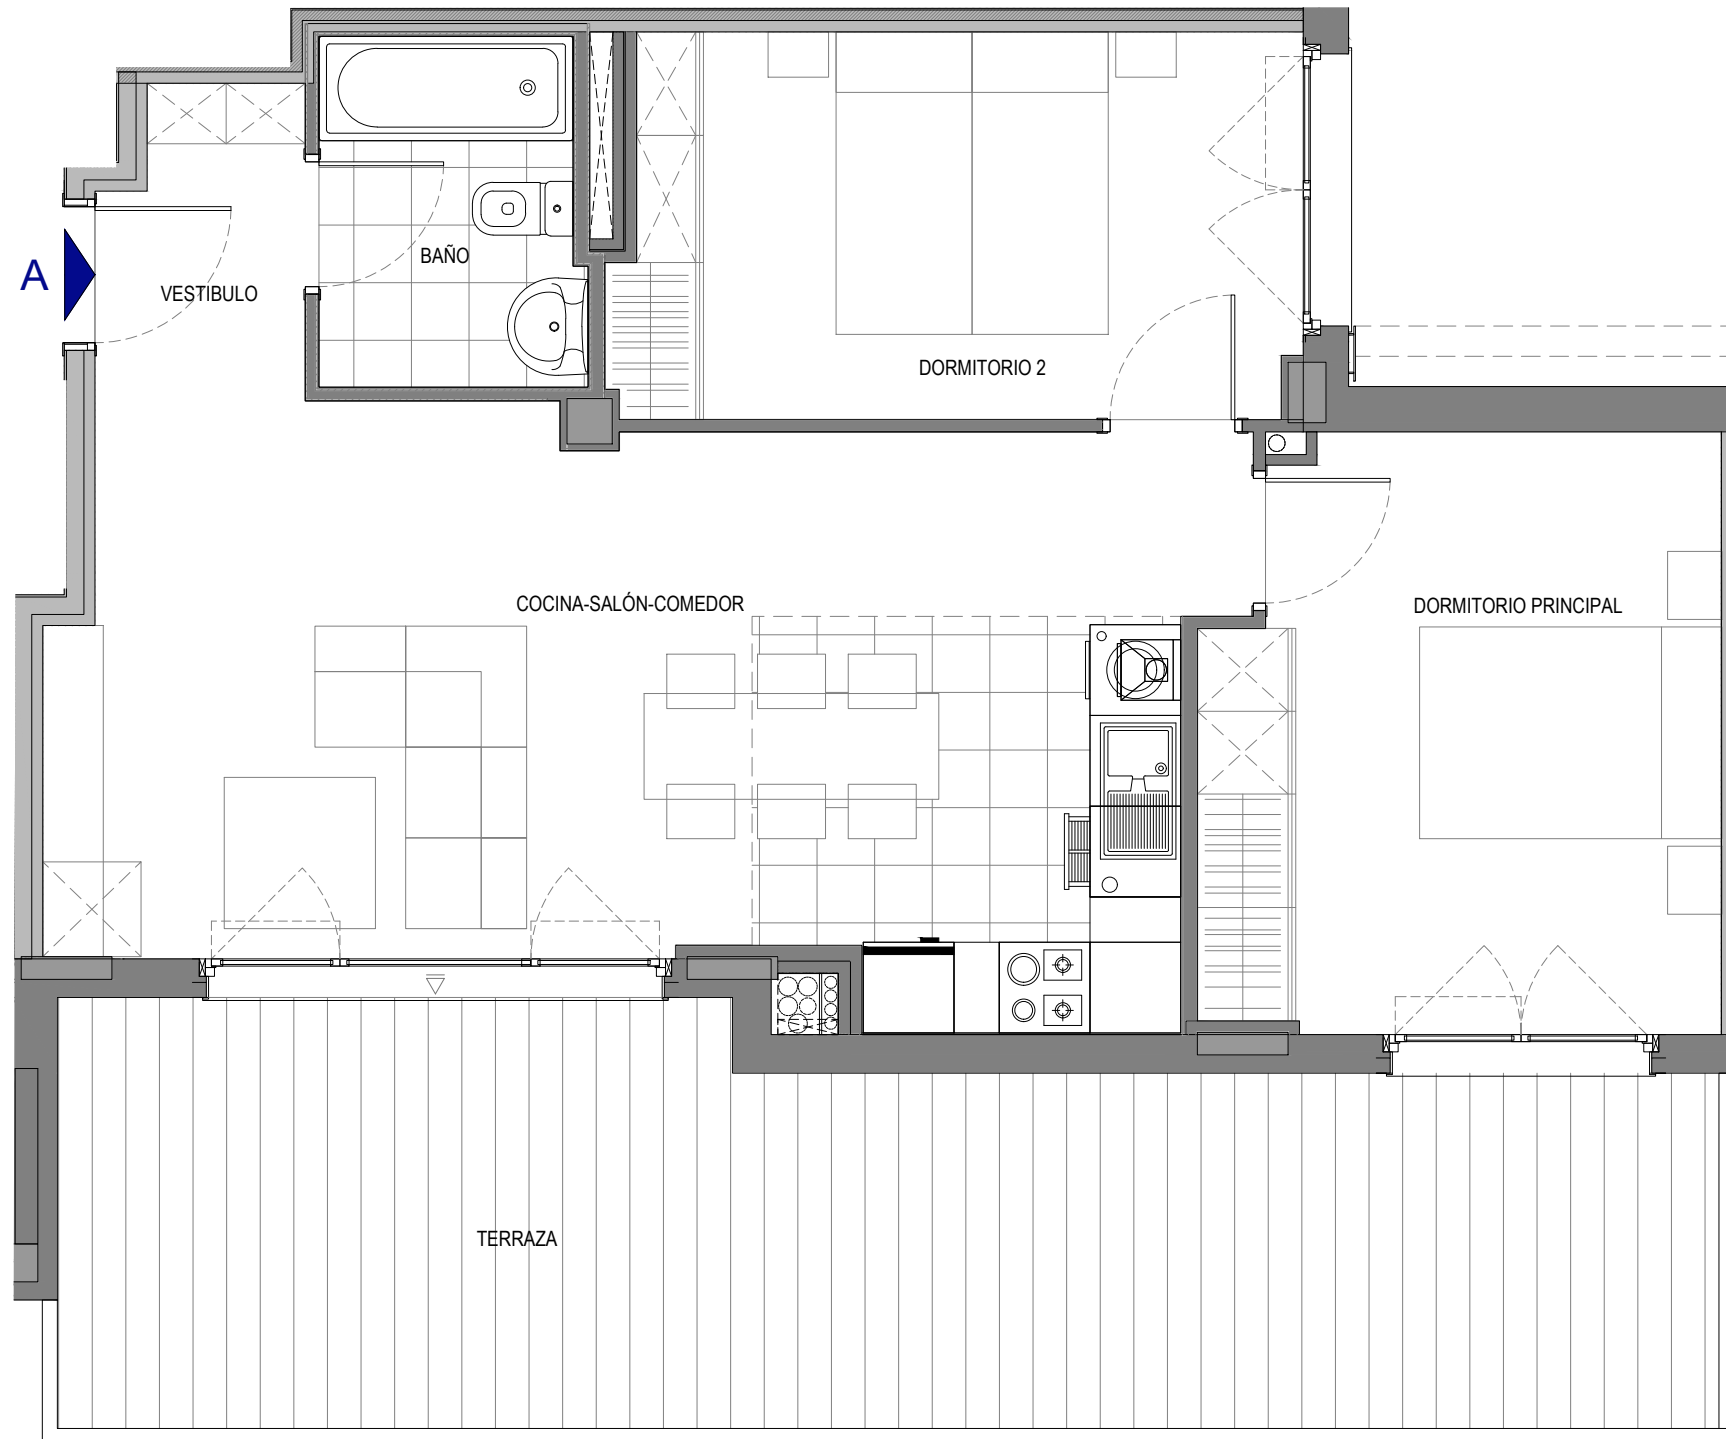 BAÑO
A
VESTIBULO
DORMITORIO 2
COCINA-SALÓN-COMEDOR
DORMITORIO PRINCIPAL
TERRAZA